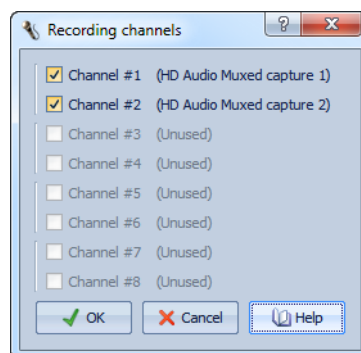 Recording channels
?
Channel #1 (HD Audio Muxed capture 1)
Channel #2 (HD Audio Muxed capture 2)
Channel #3 (Unused)
Channel #4 (Unused)
Channel #5 (Unused)
Channel #6 (Unused)
Channel #7 (Unused)
Channel #8 (Unused)
OK Cancel Help